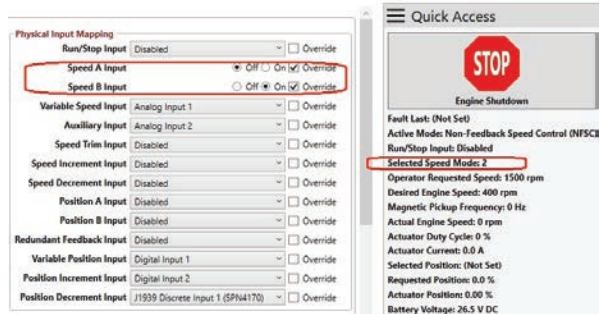 Physical Input Mapping
Run/Stop Input Disabled Override
Speed A Input Off On Override
Speed B Input Off On Override
Variable Speed Input Analog Input 1 Override
Auxiliary Input Analog Input 2 Override
Speed Trim Input Disabled Override
Speed Increment Input Disabled Override
Speed Decrement Input Disabled Override
Position A Input Disabled Override
Position B Input Disabled Override
Redundant Feedback Input Disabled Override
Variable Position Input Digital Input 1 Override
Position Increment Input Digital Input 2 Override
Position Decrement Input J1939 Discrete Input 1 (SPN4170) Override
Quick Access
STOP
Engine Shutdown
Fault Last: (Not Set)
Active Mode: Non-Feedback Speed Control (NFSC)
Run/Stop Input: Disabled
Selected Speed Mode: 2
Operator Requested Speed: 1500 rpm
Desired Engine Speed: 400 rpm
Magnetic Pickup Frequency: 0 Hz
Actual Engine Speed: 0 rpm
Actuator Duty Cycle: 0 %
Actuator Current: 0.0 A
Selected Position: (Not Set)
Requested Position: 0.0 %
Actuator Position: 0.00 %
Battery Voltage: 26.5 V DC